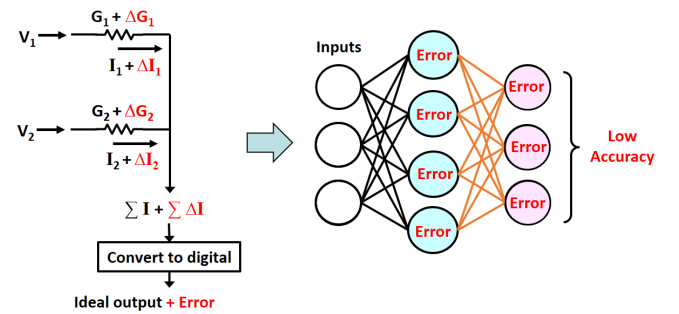 G₁ + ΔG₁
V₁
I₁ + ΔI₁
G₂ + ΔG₂
V₂
I₂ + ΔI₂
∑ I + ∑ ΔI
Convert to digital
Ideal output + Error
Inputs
Error
Error
Error
Error
Error
Error
Error
Low
Accuracy